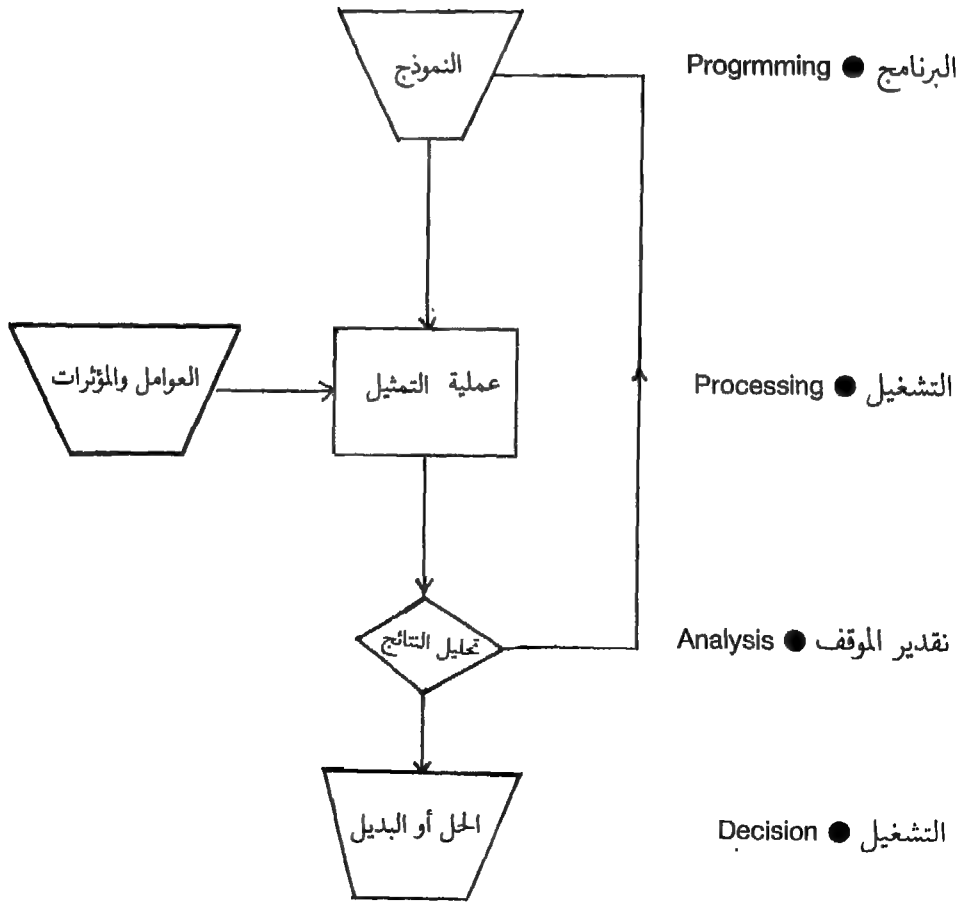 النموذج
البرنامج ● Progrmming
العوامل والمؤثرات
عملية التمثيل
التشغيل ● Processing
تحليل النتائج
نقدير الموقف ● Analysis
الحل أو البديل
التشغيل ● Decision